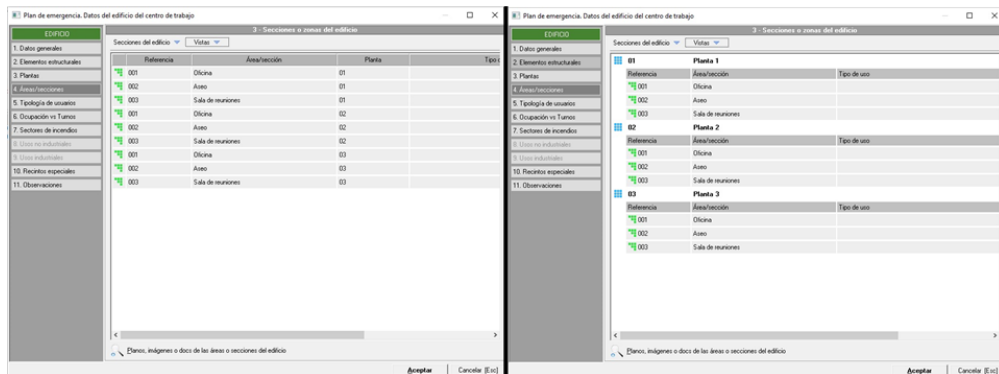 Plan de emergencia. Datos del edificio del centro de trabajo
EDIFICIO
1. Datos generales
2. Elementos estructurales
3. Plantas
4. Áreas/secciones
5. Tipología de usuarios
6. Ocupación vs Turnos
7. Sectores de incendios
8. Usos no industriales
9. Usos industriales
10. Recintos especiales
11. Observaciones
3 - Secciones o zonas del edificio
Secciones del edificio Vistas
Referencia Área/sección Planta Tipo
001 Oficina 01
002 Aseo 01
003 Sala de reuniones 01
001 Oficina 02
002 Aseo 02
003 Sala de reuniones 02
001 Oficina 03
002 Aseo 03
003 Sala de reuniones 03
Planos, imágenes o docs de las áreas o secciones del edificio
Aceptar Cancelar [Esc]
Plan de emergencia. Datos del edificio del centro de trabajo
EDIFICIO
1. Datos generales
2. Elementos estructurales
3. Plantas
4. Áreas/secciones
5. Tipología de usuarios
6. Ocupación vs Turnos
7. Sectores de incendios
8. Usos no industriales
9. Usos industriales
10. Recintos especiales
11. Observaciones
3 - Secciones o zonas del edificio
Secciones del edificio Vistas
01 Planta 1
Referencia Área/sección Tipo de uso
001 Oficina
002 Aseo
003 Sala de reuniones
02 Planta 2
Referencia Área/sección Tipo de uso
001 Oficina
002 Aseo
003 Sala de reuniones
03 Planta 3
Referencia Área/sección Tipo de uso
001 Oficina
002 Aseo
003 Sala de reuniones
Planos, imágenes o docs de las áreas o secciones del edificio
Aceptar Cancelar [Esc]